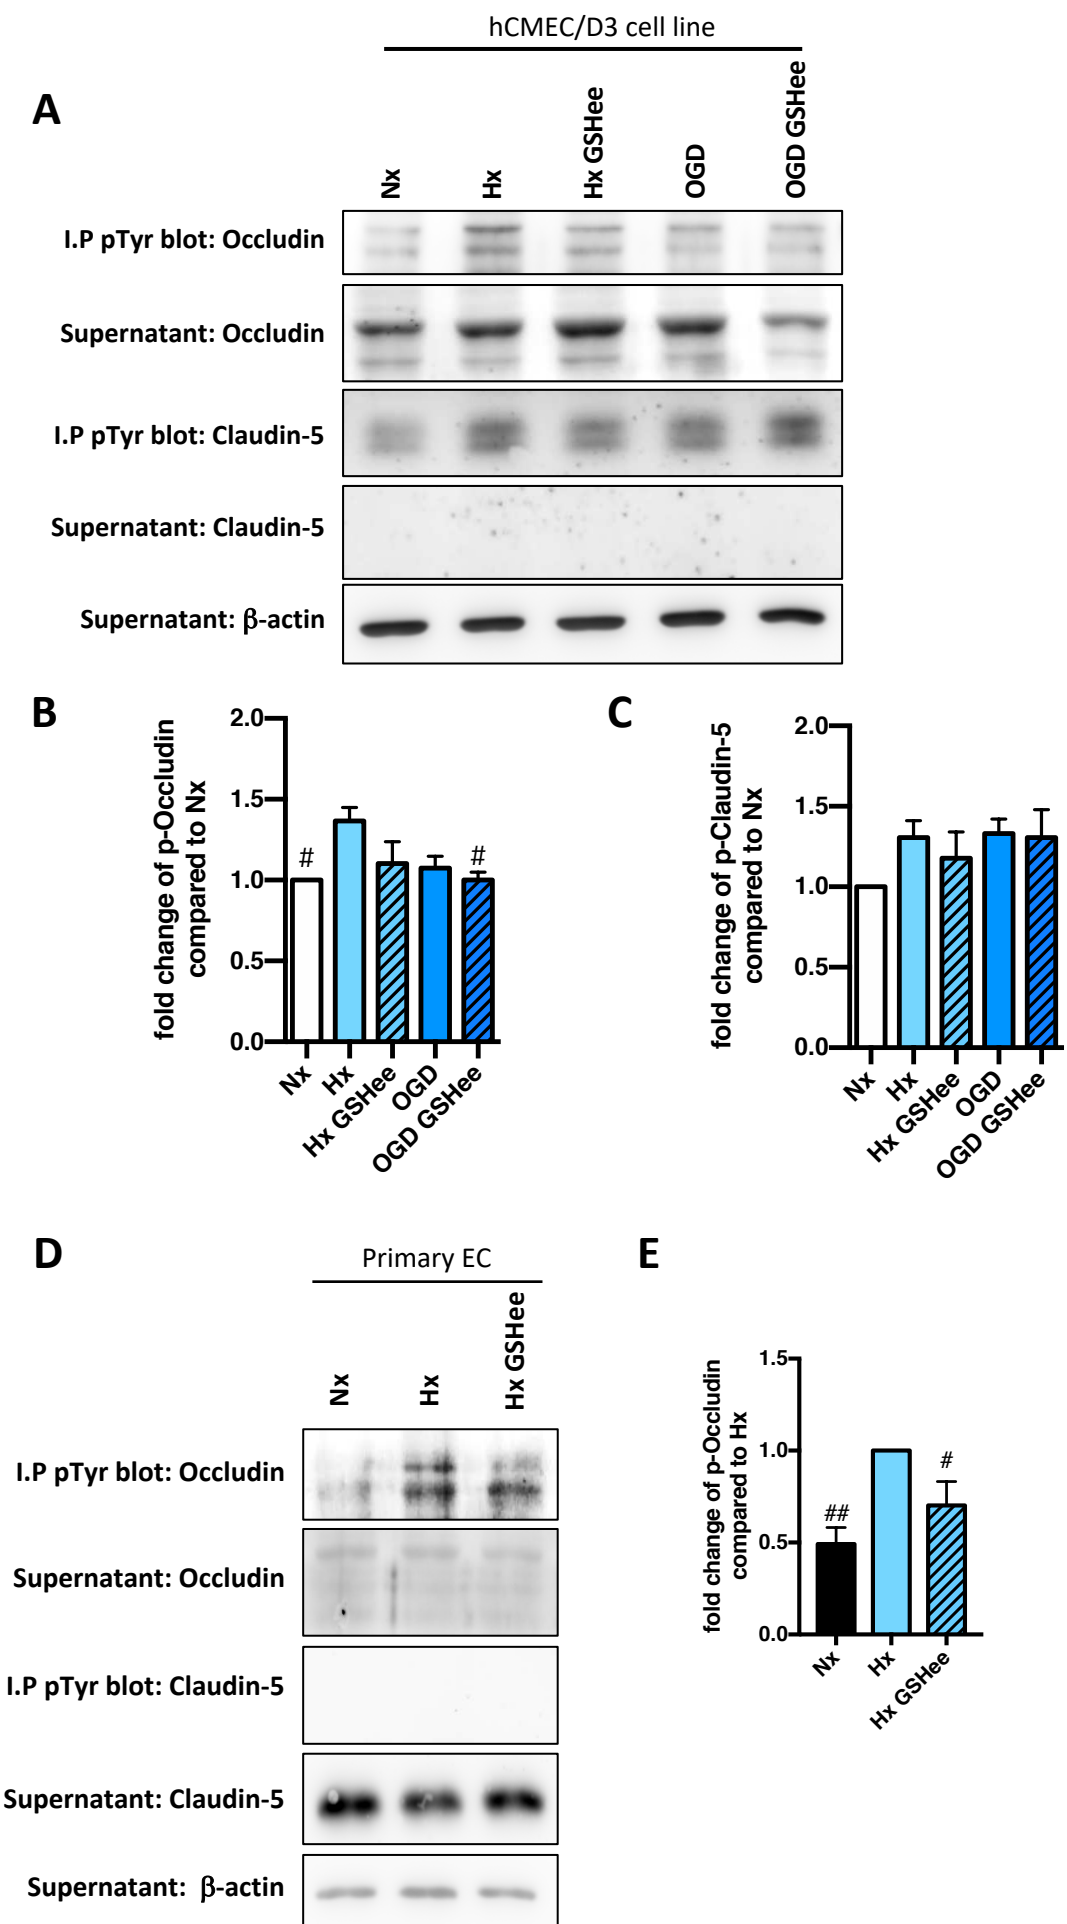 hCMEC/D3 cell line
A
Nx
Hx
Hx GSHee
OGD
OGD GSHee
I.P pTyr blot: Occludin
Supernatant: Occludin
I.P pTyr blot: Claudin-5
Supernatant: Claudin-5
Supernatant: β-actin
B
fold change of p-Occludin
compared to Nx
2.0
1.5
1.0
0.5
0.0
#
#
Nx
Hx
Hx GSHee
OGD
OGD GSHee
C
fold change of p-Claudin-5
compared to Nx
2.0
1.5
1.0
0.5
0.0
Nx
Hx
Hx GSHee
OGD
OGD GSHee
D
Primary EC
Nx
Hx
Hx GSHee
I.P pTyr blot: Occludin
Supernatant: Occludin
I.P pTyr blot: Claudin-5
Supernatant: Claudin-5
Supernatant: β-actin
E
fold change of p-Occludin
compared to Hx
1.5
1.0
0.5
0.0
##
#
Nx
Hx
Hx GSHee